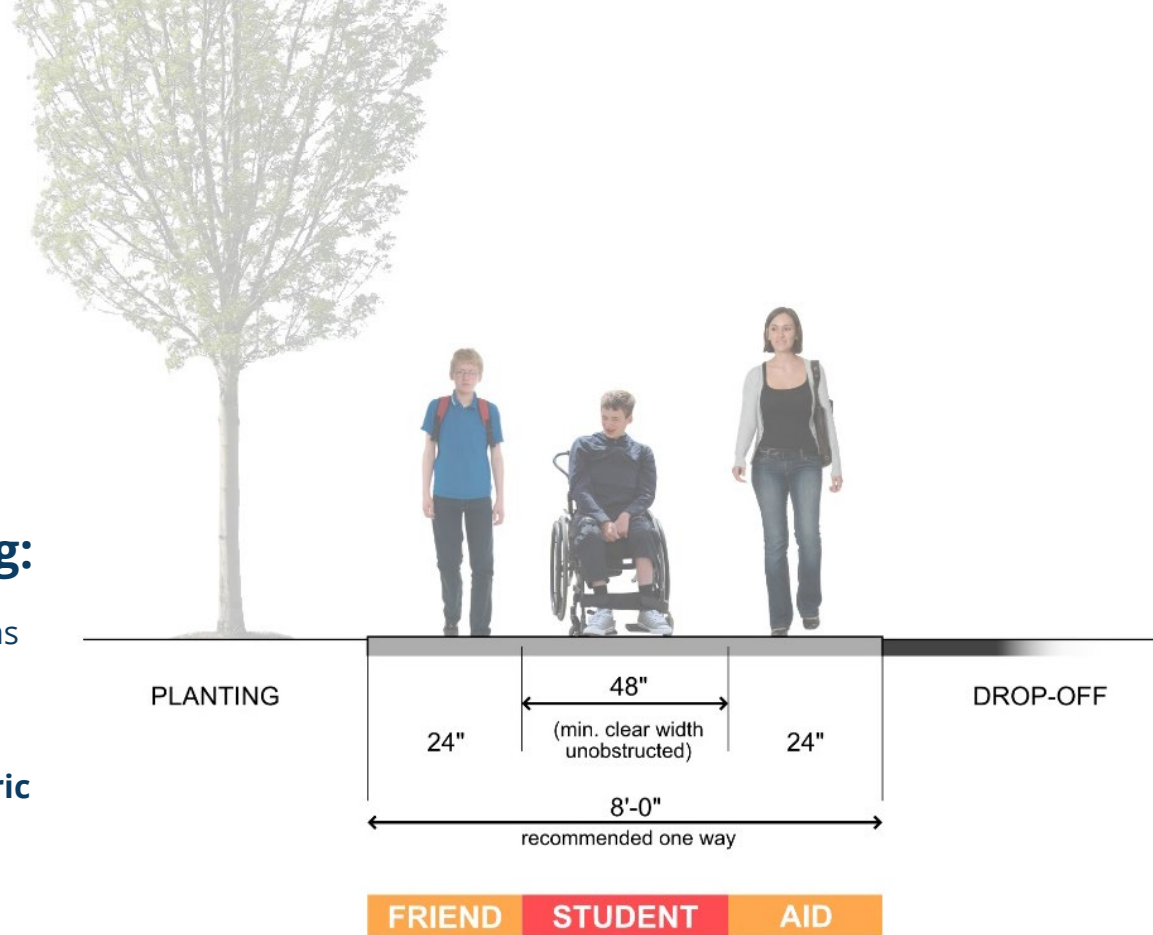 g:
ns
PLANTING
48"
DROP-OFF
(min. clear width
unobstructed)
24"
24"
ric
8'-0"
recommended one way
FRIEND STUDENT AID